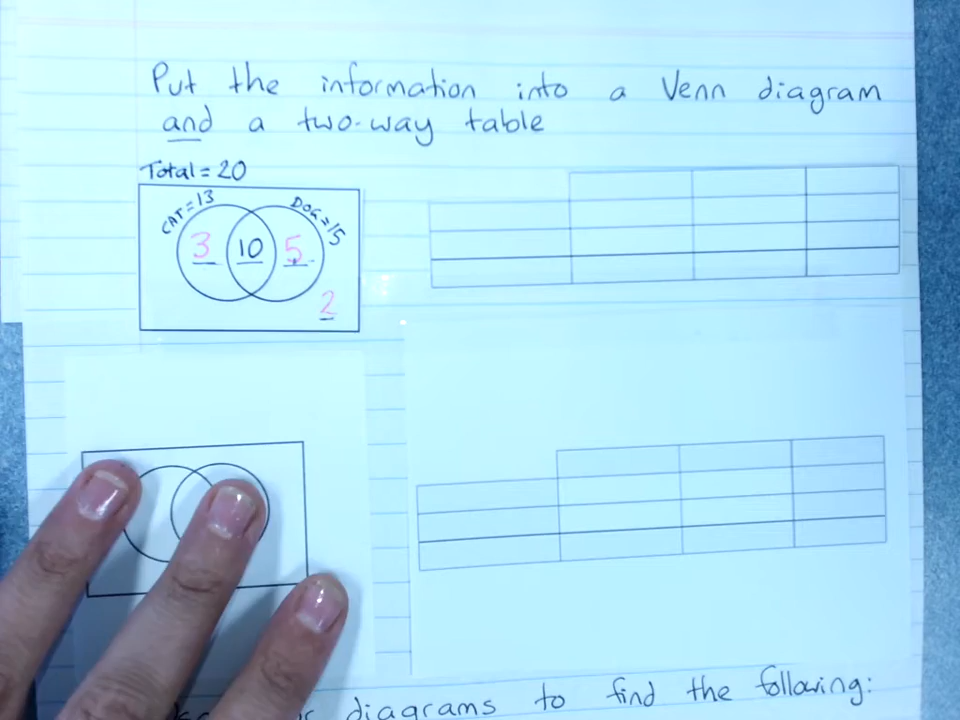 Put the information into a Venn diagram
and a two-way table
Total = 20
CAT = 13 DOG = 15
3 10 5
2
diagrams to find the following: